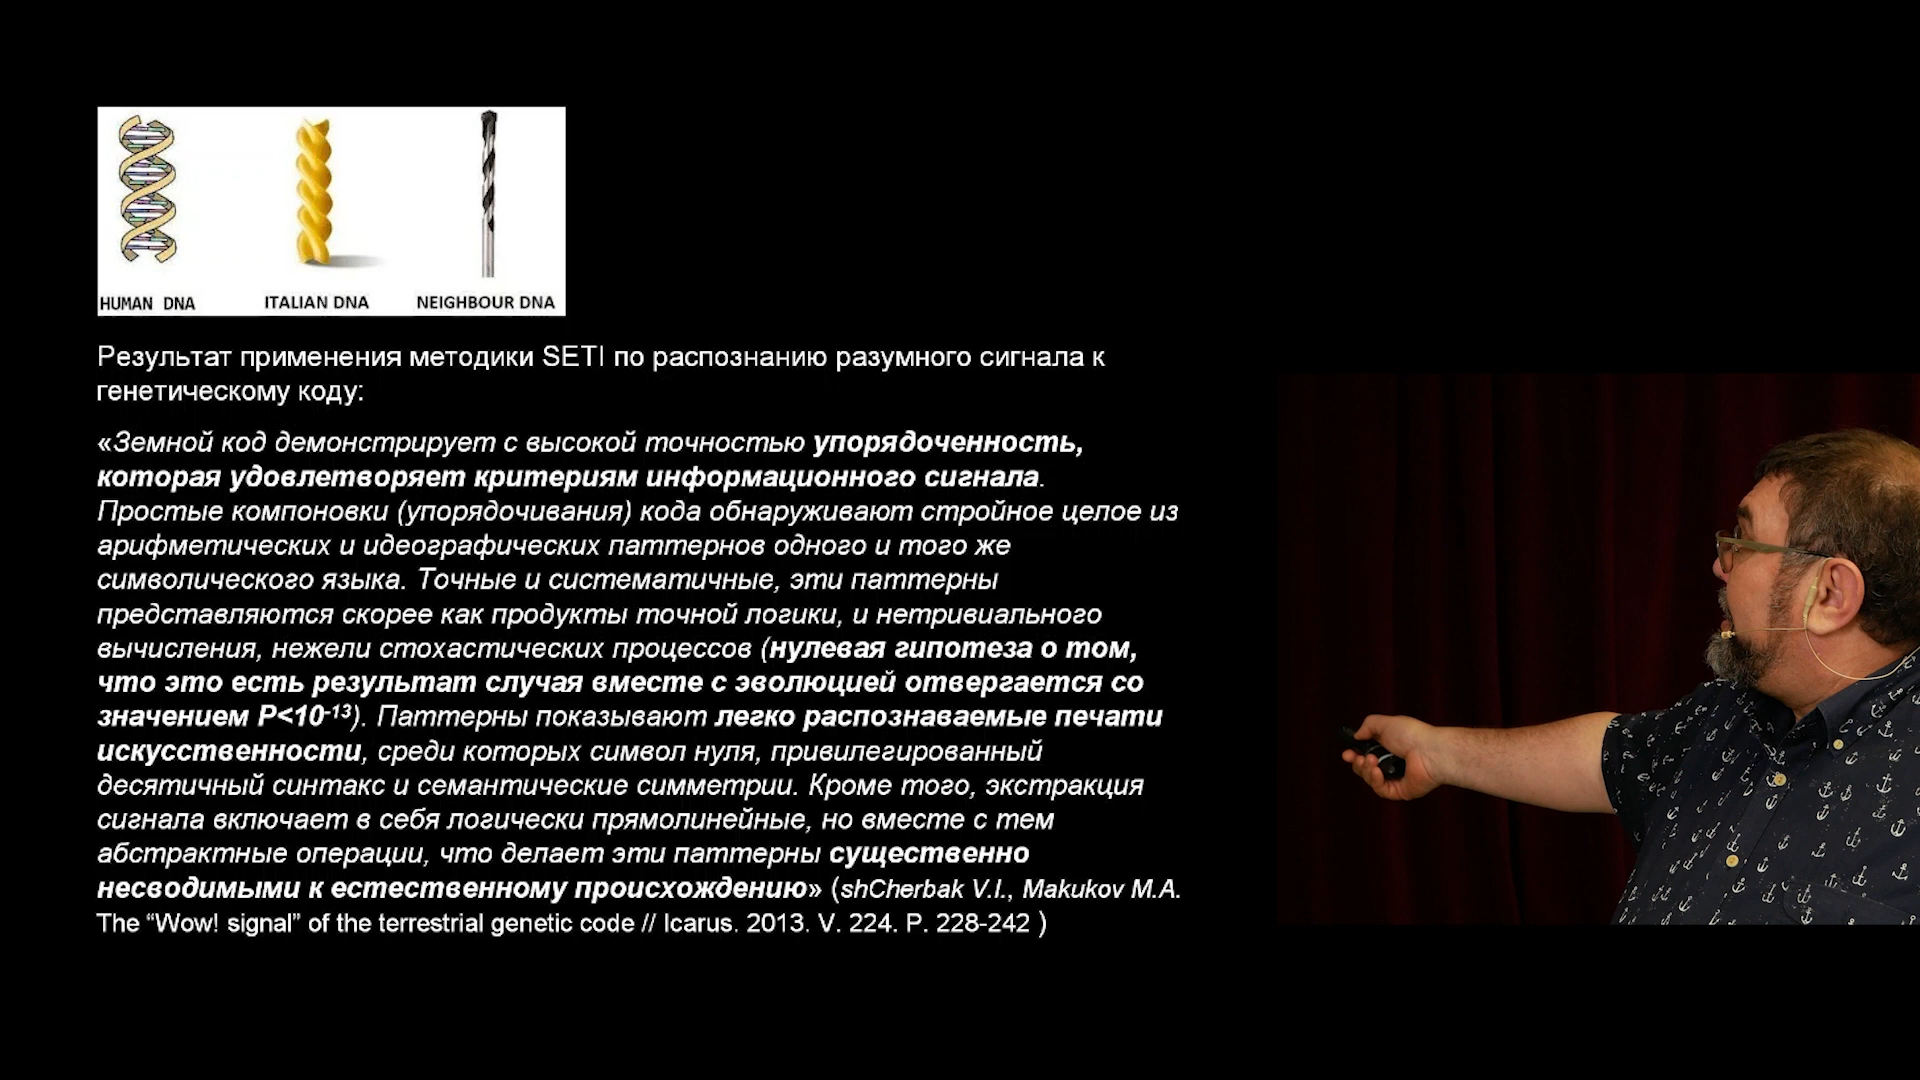 HUMAN DNA
ITALIAN DNA
NEIGHBOUR DNA
Результат применения методики SETI по распознанию разумного сигнала к
генетическому коду:
«Земной код демонстрирует с высокой точностью упорядоченность,
которая удовлетворяет критериям информационного сигнала.
Простые компоновки (упорядочивания) кода обнаруживают стройное целое из
арифметических и идеографических паттернов одного и того же
символического языка. Точные и систематичные, эти паттерны
представляются скорее как продукты точной логики, и нетривиального
вычисления, нежели стохастических процессов (нулевая гипотеза о том,
что это есть результат случая вместе с эволюцией отвергается со
значением P<10-13). Паттерны показывают легко распознаваемые печати
искусственности, среди которых символ нуля, привилегированный
десятичный синтакс и семантические симметрии. Кроме того, экстракция
сигнала включает в себя логически прямолинейные, но вместе с тем
абстрактные операции, что делает эти паттерны существенно
несводимыми к естественному происхождению» (shCherbak V.I., Makukov M.A.
The “Wow! signal” of the terrestrial genetic code // Icarus. 2013. V. 224. P. 228-242 )